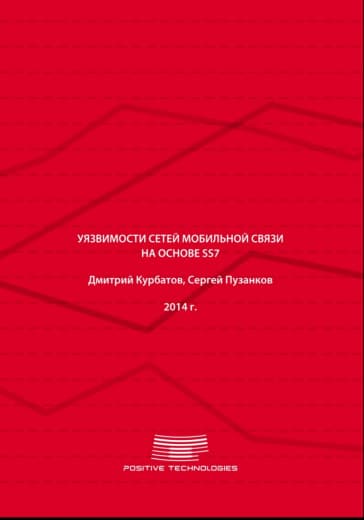 УЯЗВИМОСТИ СЕТЕЙ МОБИЛЬНОЙ СВЯЗИ
НА ОСНОВЕ SS7
Дмитрий Курбатов, Сергей Пузанков
2014 г.
POSITIVE TECHNOLOGIES